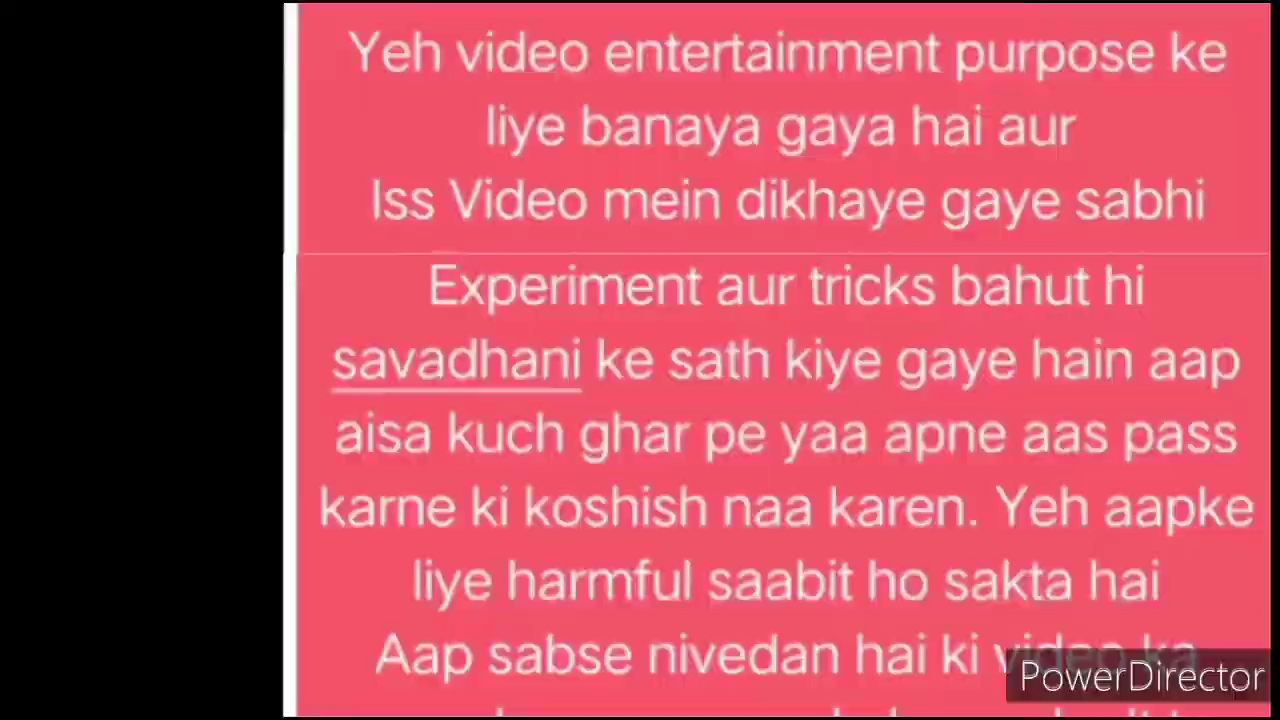 Yeh video entertainment purpose ke
liye banaya gaya hai aur
Iss Video mein dikhaye gaye sabhi
Experiment aur tricks bahut hi
savadhani ke sath kiye gaye hain aap
aisa kuch ghar pe yaa apne aas pass
karne ki koshish naa karen. Yeh aapke
liye harmful saabit ho sakta hai
Aap sabse nivedan hai ki video ka
PowerDirector